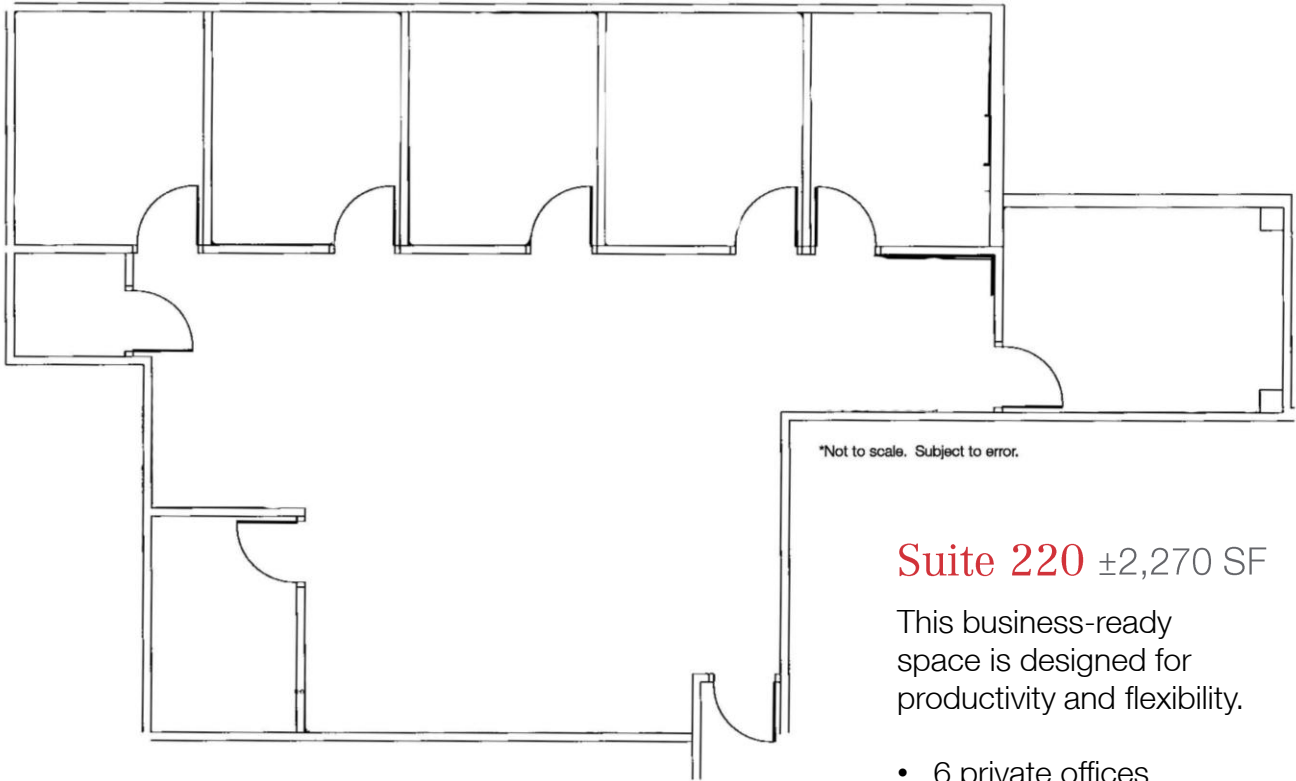 *Not to scale. Subject to error.
Suite 220 ±2,270 SF
This business-ready
space is designed for
productivity and flexibility.
• 6 private offices